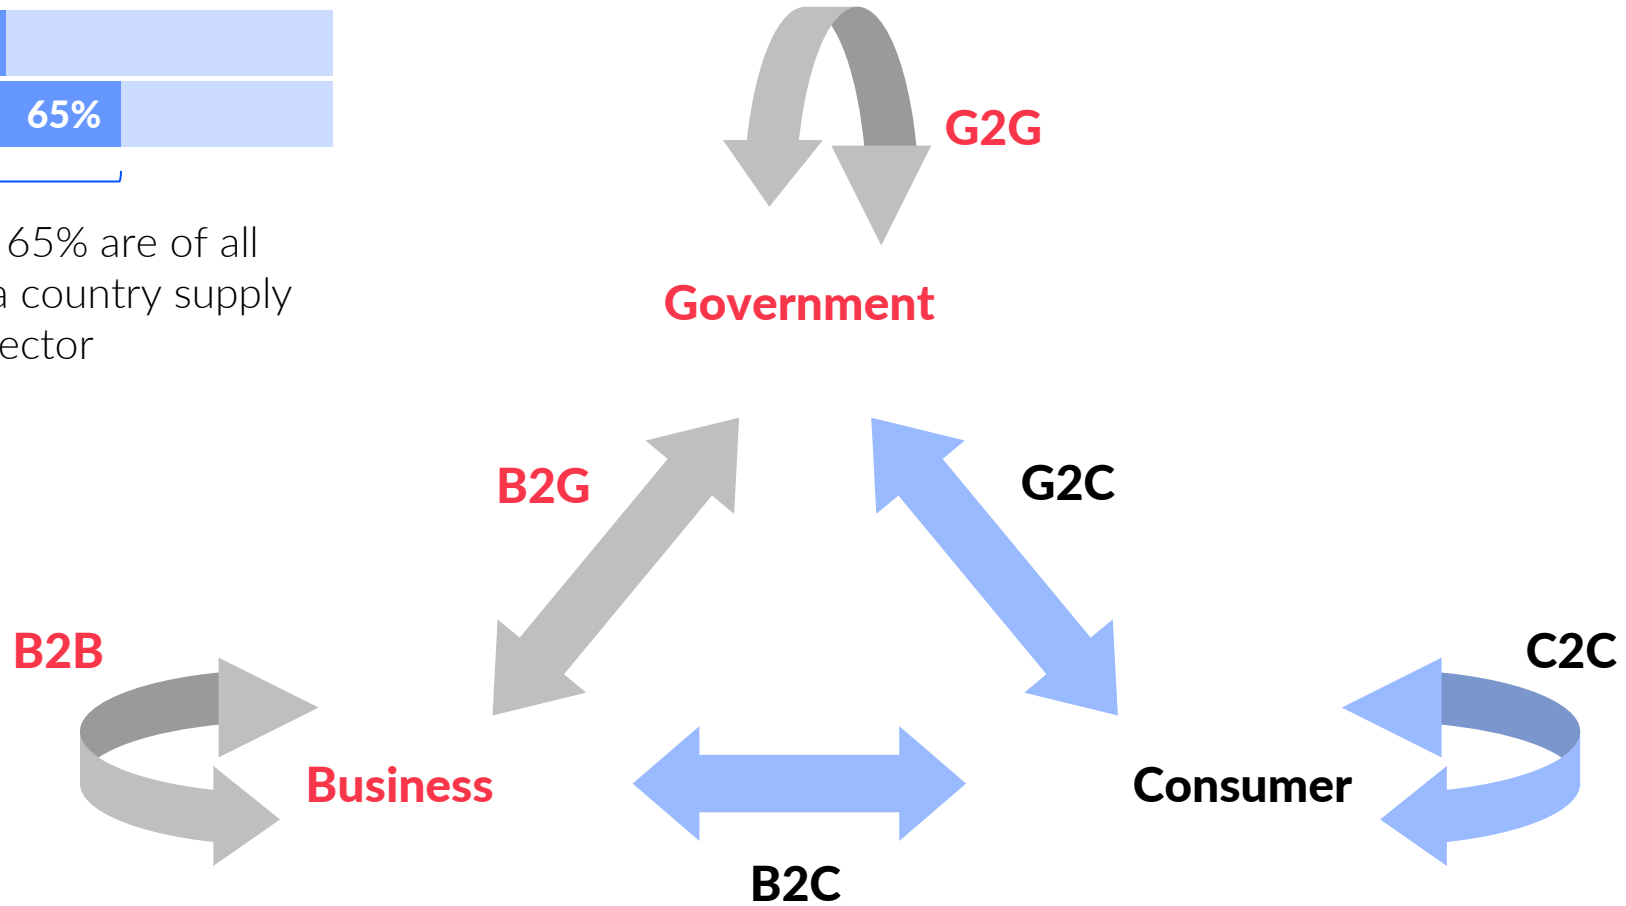 65%
65% are of all
a country supply
ector
G2G
Government
B2G
G2C
B2B
C2C
Business
Consumer
B2C